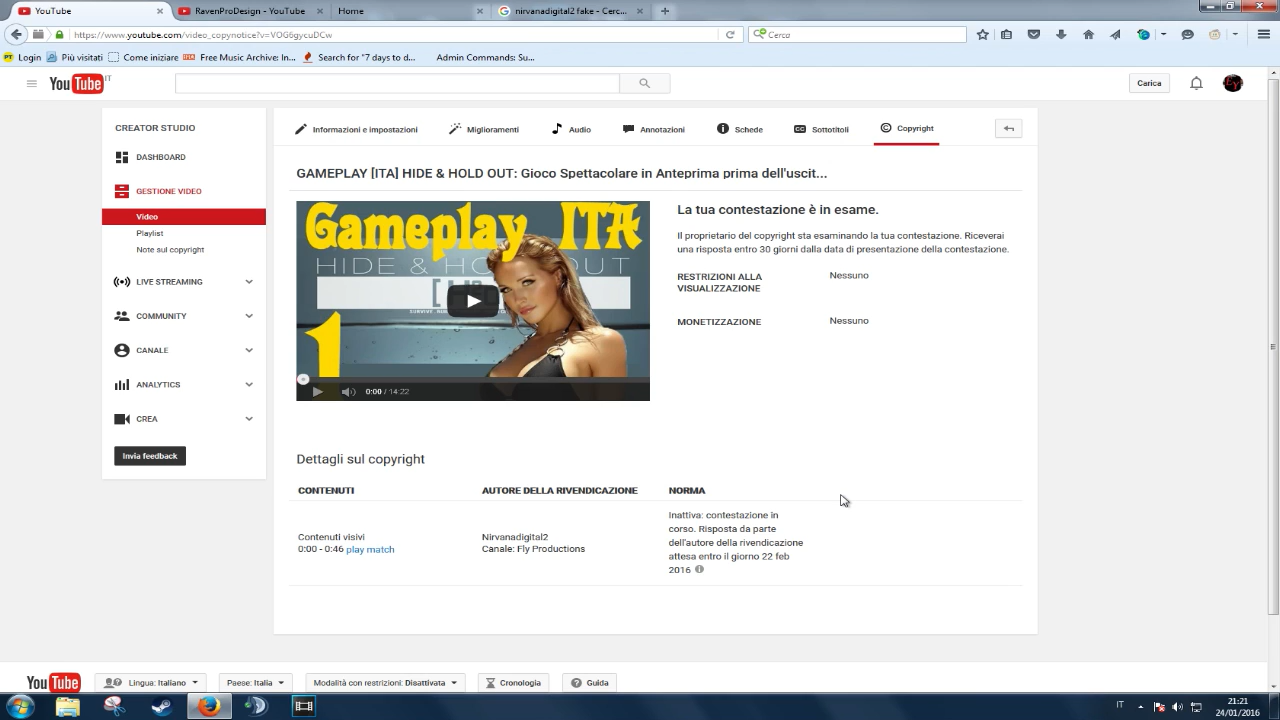 YouTube
RavenProDesign - YouTube
Home
nirvanadigital2 fake - Cerc...
https://www.youtube.com/video_copynotice?v=VOG6gycuDCw
Cerca
Login
Più visitati
Come iniziare
Free Music Archive: In...
Search for "7 days to d...
Admin Commands: Su...
YouTube IT
Carica
CREATOR STUDIO
DASHBOARD
GESTIONE VIDEO
Video
Playlist
Note sul copyright
LIVE STREAMING
COMMUNITY
CANALE
ANALYTICS
CREA
Invia feedback
Informazioni e impostazioni
Miglioramenti
Audio
Annotazioni
Schede
Sottotitoli
Copyright
GAMEPLAY [ITA] HIDE & HOLD OUT: Gioco Spettacolare in Anteprima prima dell'uscit...
Gameplay ITA
HIDE & HO OUT
1
0:00 / 14:22
La tua contestazione è in esame.
Il proprietario del copyright sta esaminando la tua contestazione. Riceverai
una risposta entro 30 giorni dalla data di presentazione della contestazione.
RESTRIZIONI ALLA
VISUALIZZAZIONE
Nessuno
MONETIZZAZIONE
Nessuno
Dettagli sul copyright
CONTENUTI
AUTORE DELLA RIVENDICAZIONE
NORMA
Contenuti visivi
0:00 - 0:46 play match
Nirvanadigital2
Canale: Fly Productions
Inattiva: contestazione in
corso. Risposta da parte
dell'autore della rivendicazione
attesa entro il giorno 22 feb
2016
YouTube
Lingua: Italiano
Paese: Italia
Modalità con restrizioni: Disattivata
Cronologia
Guida
IT
21:21
24/01/2016